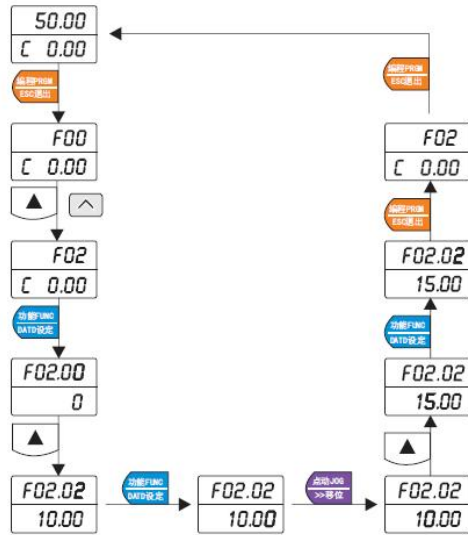 50.00
C 0.00
编程PRGM
ESC退出
F00
C 0.00
F02
C 0.00
功能FUNC
DATD设定
F02.00
0
F02.02
10.00
功能FUNC
DATD设定
F02.02
10.00
点动JOG
>>移位
F02.02
10.00
F02.02
15.00
功能FUNC
DATD设定
F02.02
15.00
编程PRGM
ESC退出
F02
C 0.00
编程PRGM
ESC退出